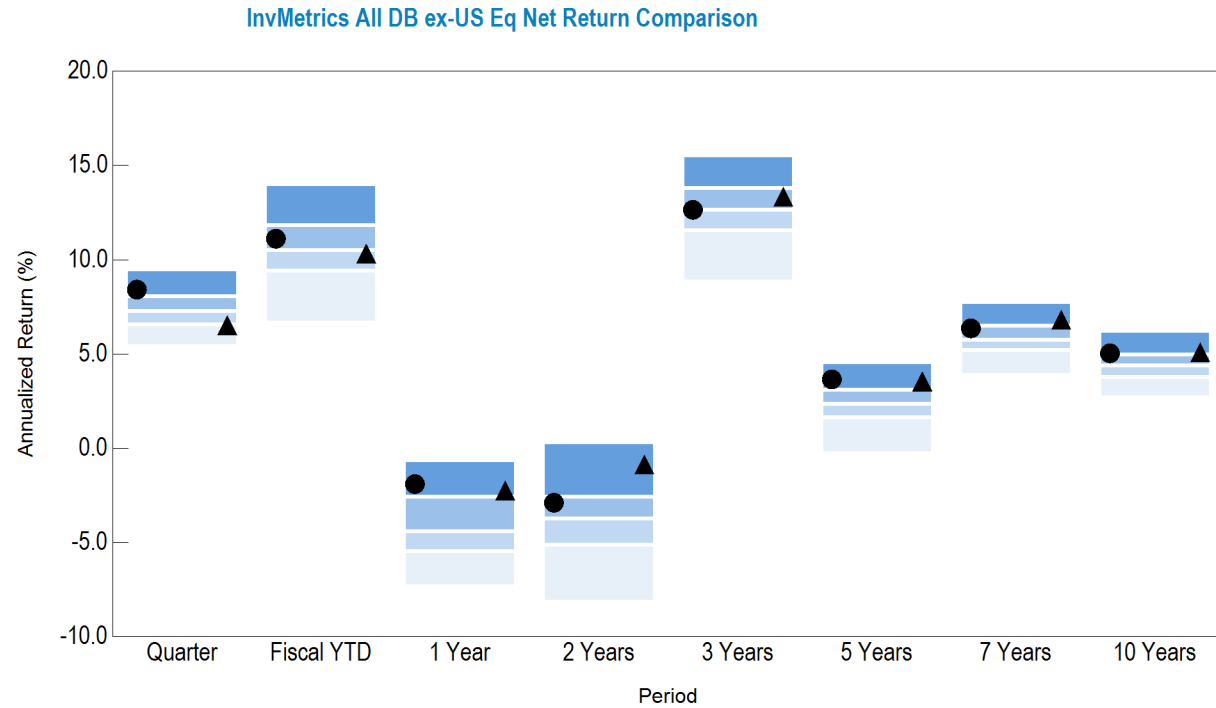 InvMetrics All DB ex-US Eq Net Return Comparison
20.0
15.0
10.0
5.0
0.0
-5.0
-10.0
Annualized Return (%)
Quarter Fiscal YTD 1 Year 2 Years 3 Years 5 Years 7 Years 10 Years
Period